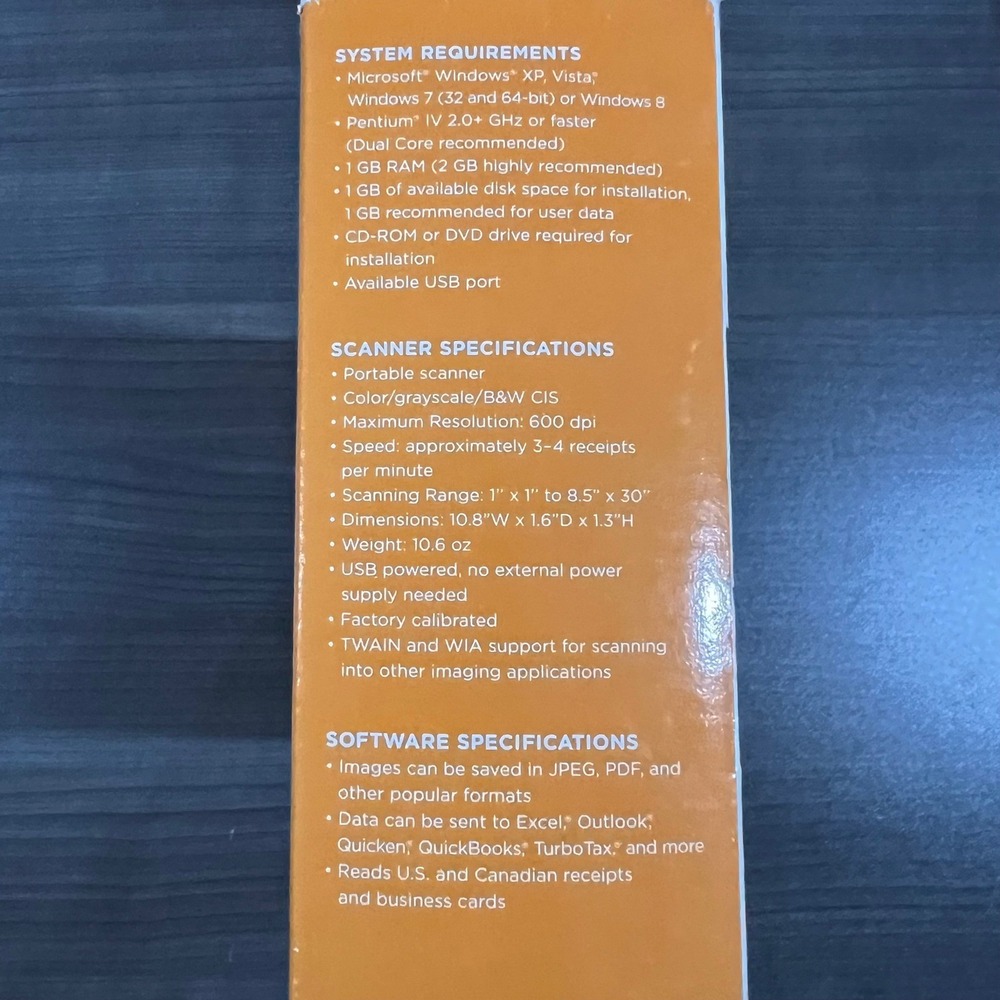 SYSTEM REQUIREMENTS
• Microsoft® Windows® XP, Vista,®
Windows 7 (32 and 64-bit) or Windows 8
• Pentium® IV 2.0+ GHz or faster
(Dual Core recommended)
• 1 GB RAM (2 GB highly recommended)
• 1 GB of available disk space for installation,
1 GB recommended for user data
• CD-ROM or DVD drive required for
installation
• Available USB port
SCANNER SPECIFICATIONS
• Portable scanner
• Color/grayscale/B&W CIS
• Maximum Resolution: 600 dpi
• Speed: approximately 3–4 receipts
per minute
• Scanning Range: 1” x 1” to 8.5” x 30”
• Dimensions: 10.8”W x 1.6”D x 1.3”H
• Weight: 10.6 oz
• USB powered, no external power
supply needed
• Factory calibrated
• TWAIN and WIA support for scanning
into other imaging applications
SOFTWARE SPECIFICATIONS
• Images can be saved in JPEG, PDF, and
other popular formats
• Data can be sent to Excel,® Outlook,®
Quicken,® QuickBooks,® TurboTax,® and more
• Reads U.S. and Canadian receipts
and business cards